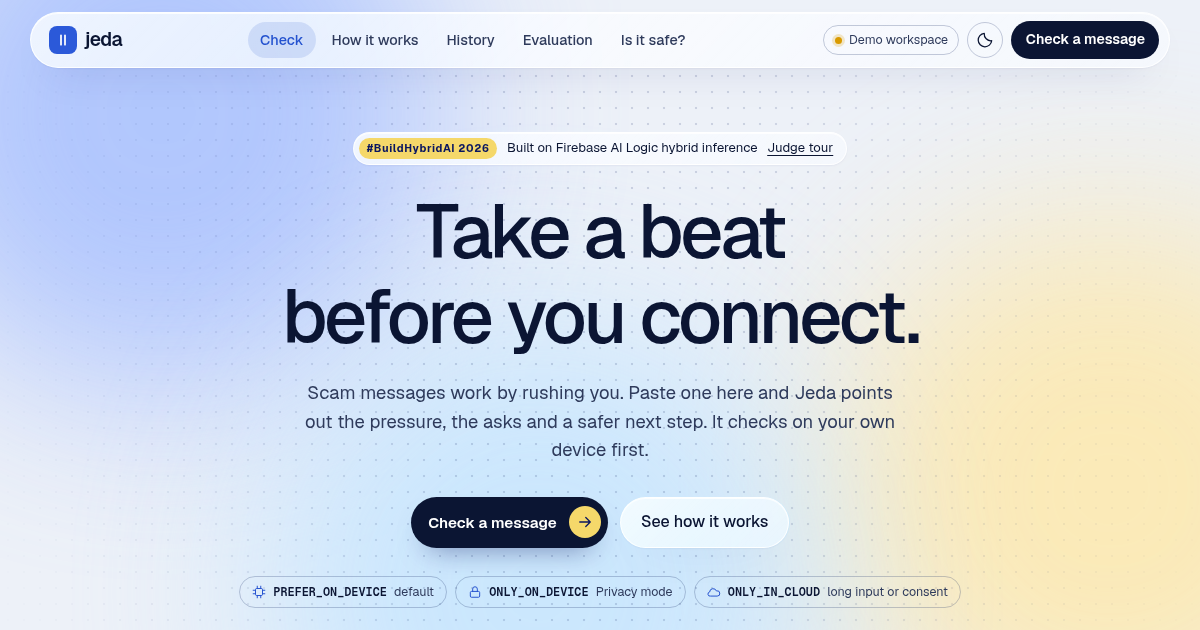 jeda
Check
How it works
History
Evaluation
Is it safe?
Demo workspace
Check a message
#BuildHybridAI 2026 Built on Firebase AI Logic hybrid inference Judge tour
Take a beat
before you connect.
Scam messages work by rushing you. Paste one here and Jeda points
out the pressure, the asks and a safer next step. It checks on your own
device first.
Check a message
See how it works
PREFER_ON_DEVICE default
ONLY_ON_DEVICE Privacy mode
ONLY_IN_CLOUD long input or consent